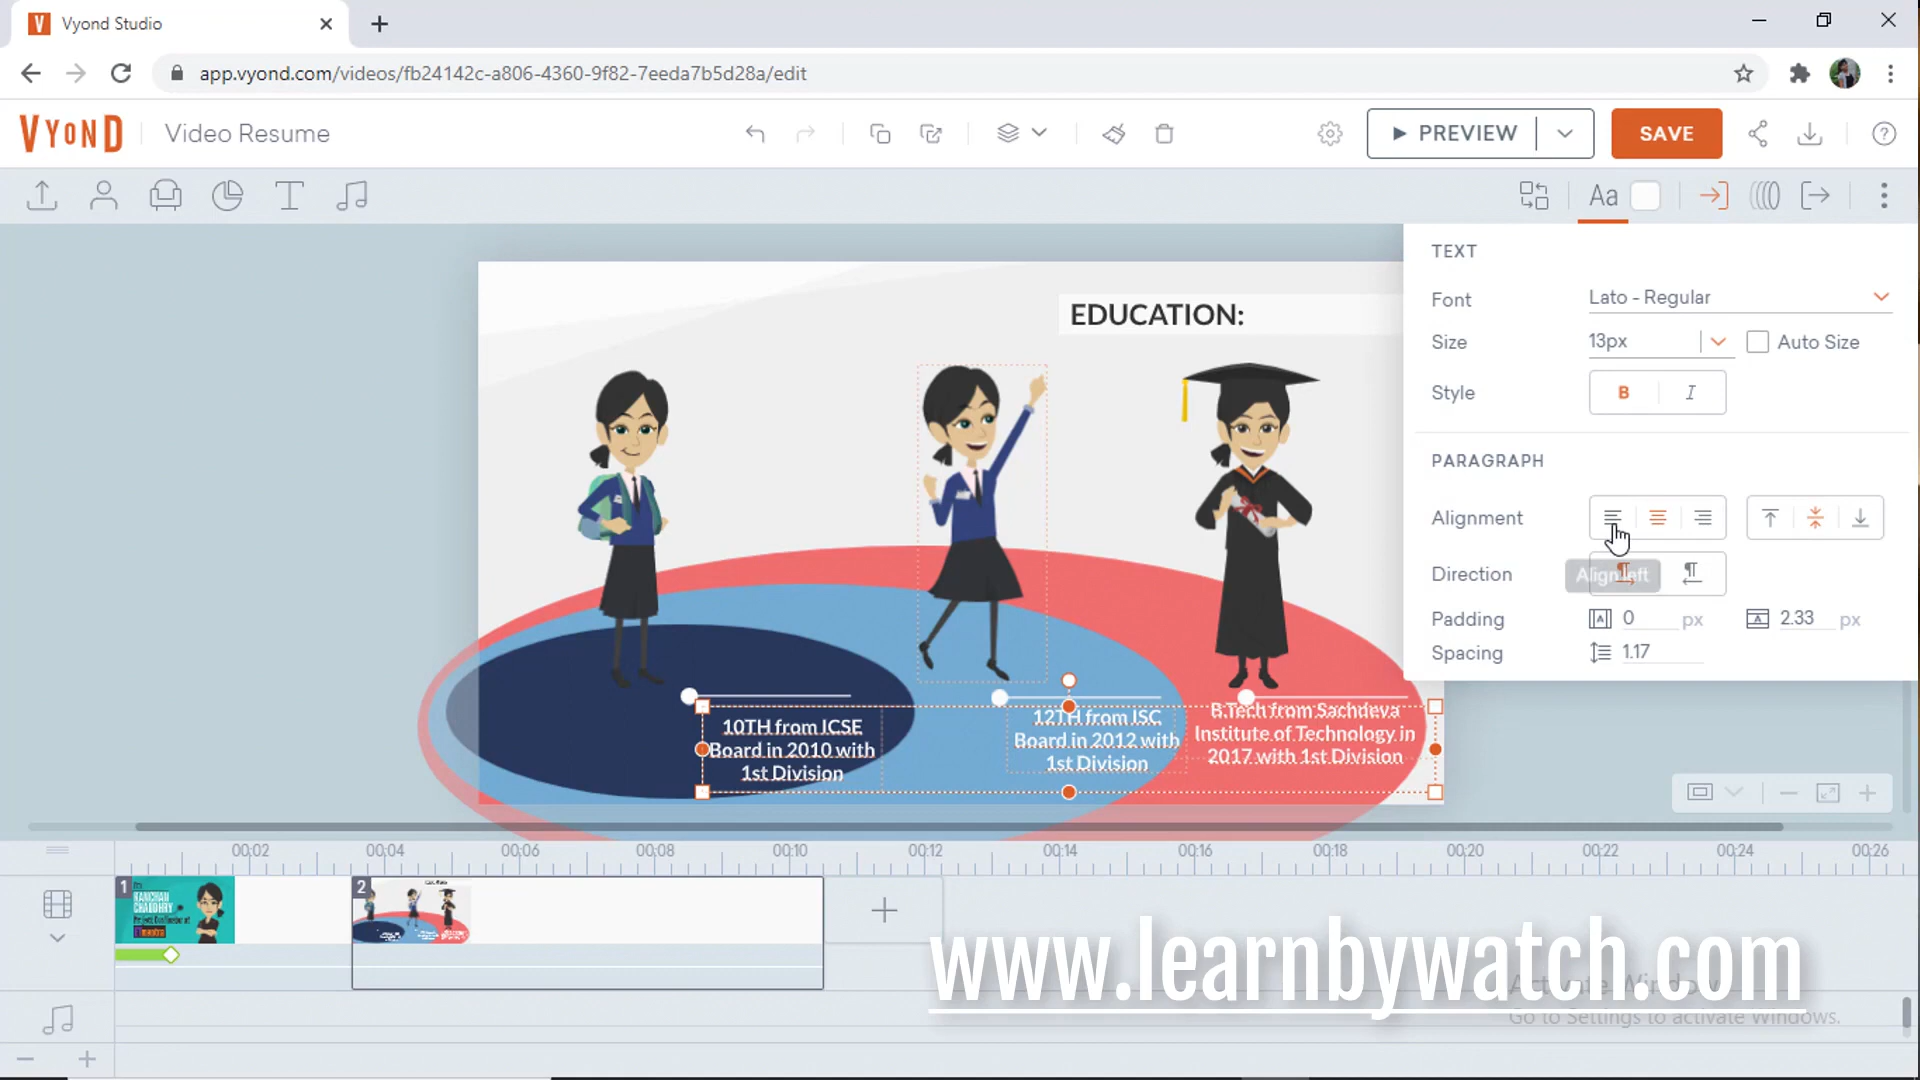 Vyond Studio
app.vyond.com/videos/fb24142c-a806-4360-9f82-7eeda7b5d28a/edit
VYOND
Video Resume
PREVIEW
SAVE
Aa
TEXT
Font
Lato - Regular
Size
13px
Auto Size
Style
B
I
PARAGRAPH
Alignment
Direction
Align left
Padding
0 px
2.33 px
Spacing
1.17
EDUCATION:
10TH from ICSE
Board in 2010 with
1st Division
12TH from ISC
Board in 2012 with
1st Division
B.Tech from Sachdeva
Institute of Technology in
2017 with 1st Division
00:02 00:04 00:06 00:08 00:10 00:12 00:14 00:16 00:18 00:20 00:22 00:24 00:26
1
KANCHAN
CHAUDHRY
2
www.learnbywatch.com
Activate Windows
Go to Settings to activate Windows.